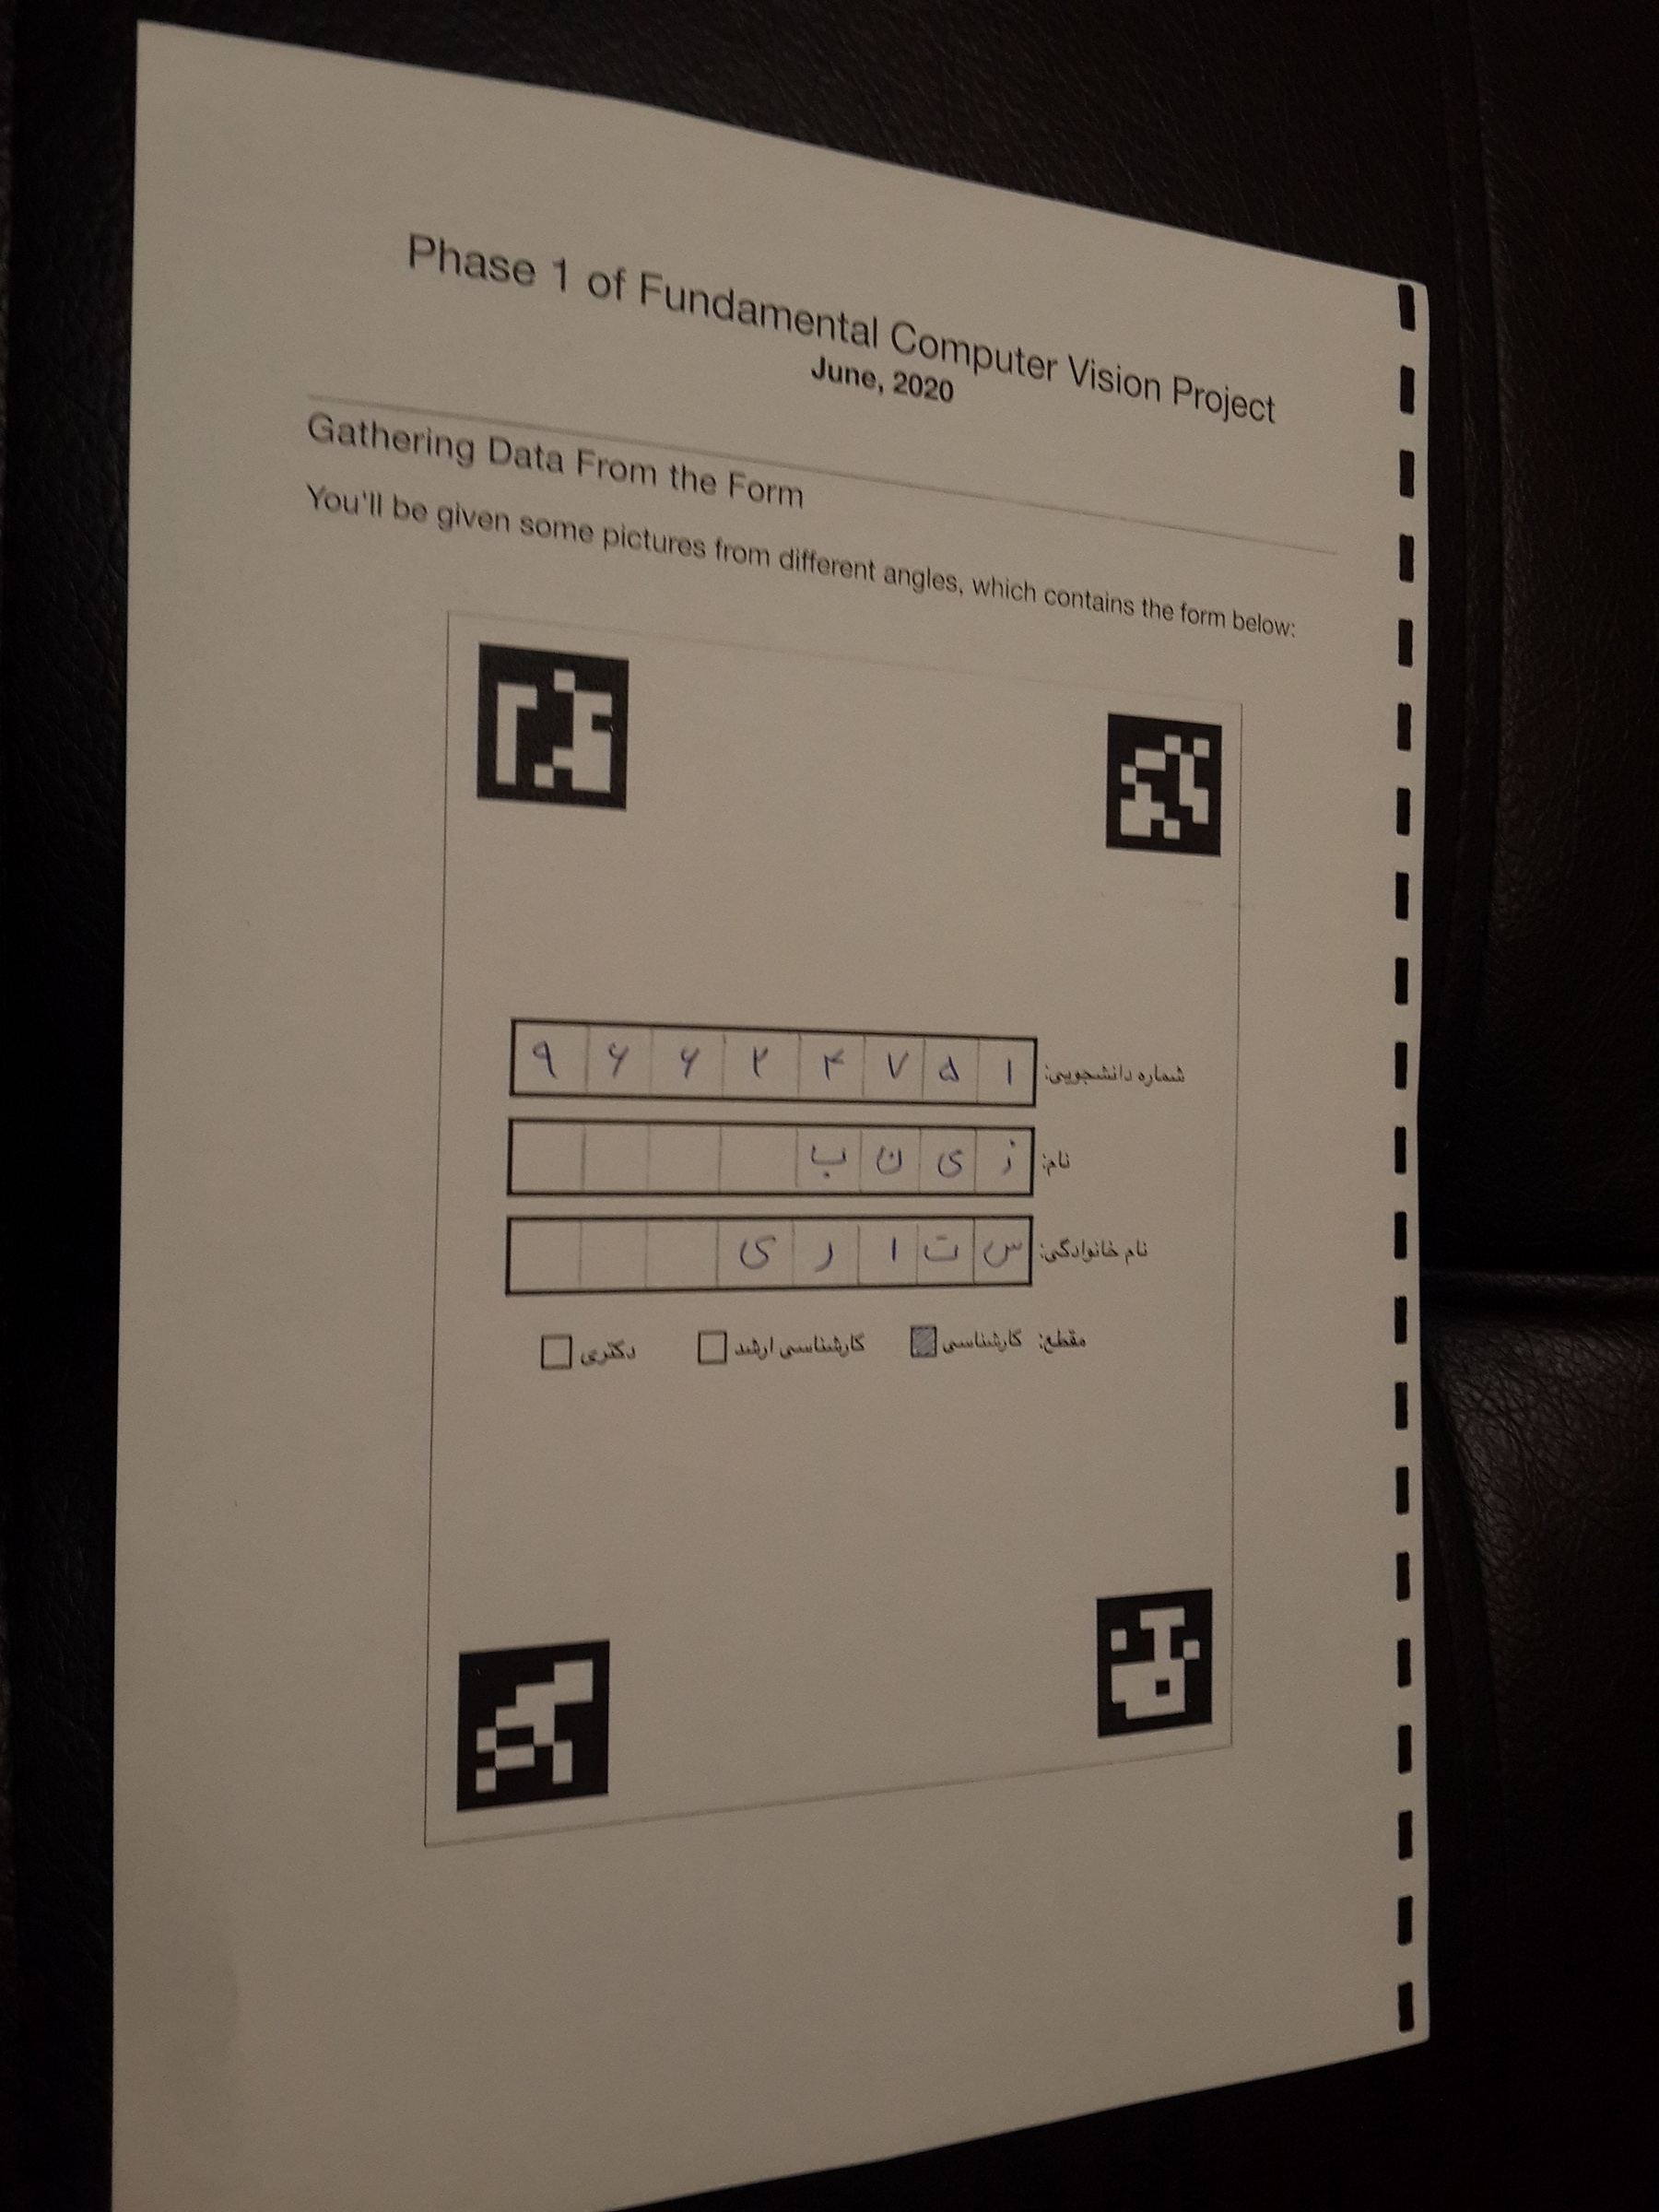 Phase 1 of Fundamental Computer Vision Project
June, 2020
Gathering Data From the Form
You'll be given some pictures from different angles, which contains the form below:
شماره دانشجویی: ۹ ۶ ۶ ۲ ۴ ۷ ۵ ۱
نام: ز ی ن ب
نام خانوادگی: س ت ا ر ی
مقطع: کارشناسی کارشناسی ارشد دکتری